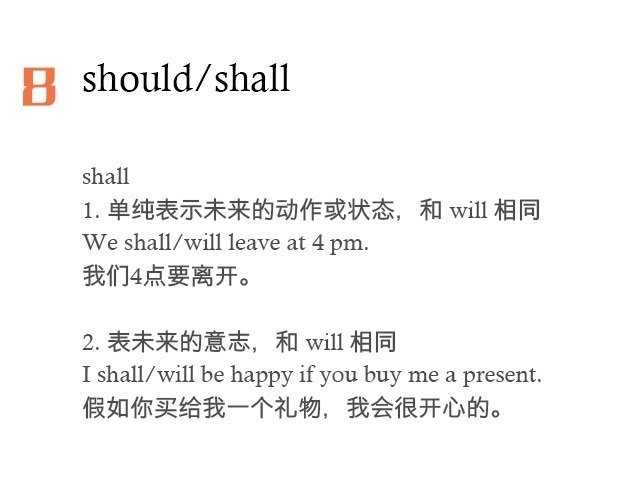 8 should/shall
shall
1. 单纯表示未来的动作或状态，和 will 相同
We shall/will leave at 4 pm.
我们4点要离开。
2. 表未来的意志，和 will 相同
I shall/will be happy if you buy me a present.
假如你买给我一个礼物，我会很开心的。